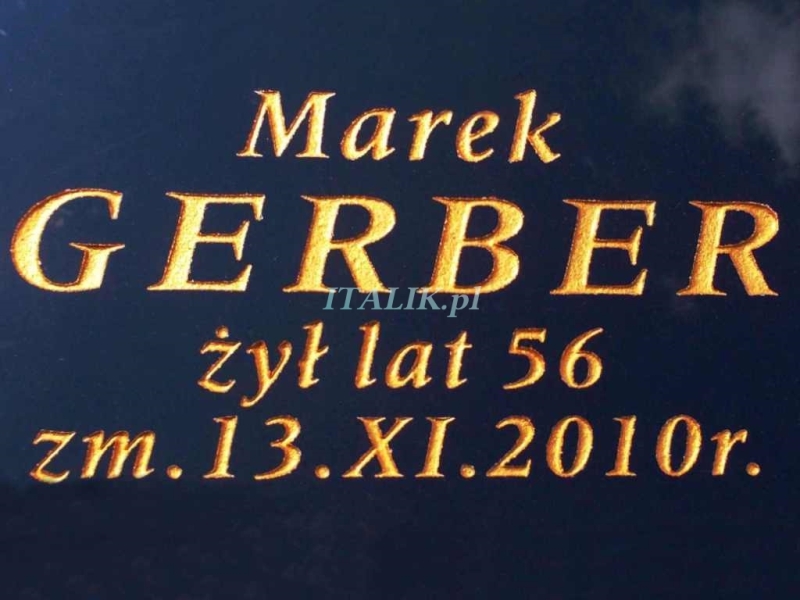 Marek
GERBER
ITALIK.pl
żył lat 56
zm.13.XI.2010r.